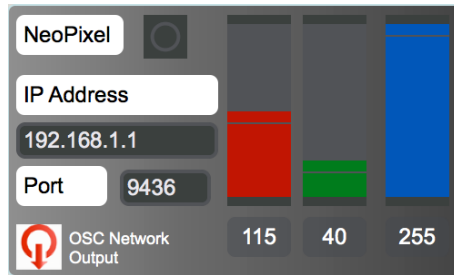 NeoPixel
IP Address
192.168.1.1
Port
9436
OSC Network
Output
115
40
255